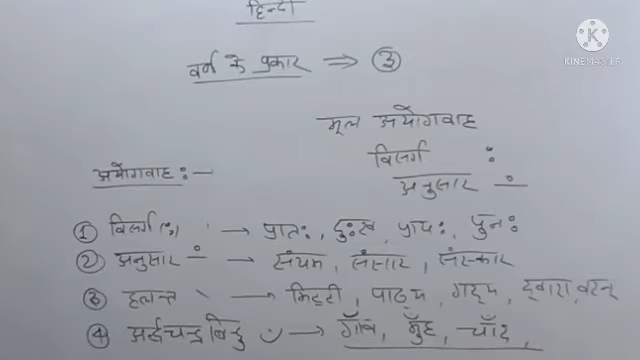 हिन्दी
KINEMASTER
वर्ण के प्रकार ⇒ ③
मूल अयोगवाह
विसर्ग :
अनुसार ∸
अयोगवाह :-
① विसर्ग (:) → प्रातः, दुःख, प्रायः, पुनः
② अनुसार ∸ → संयम, संसार, संस्कार
③ हलन्त ् → मिट्टी, पाठ्य, गद्य, द्वारा,
④ अर्द्धचन्द्रबिन्दु ँ → गाँव, मुँह, चाँद,